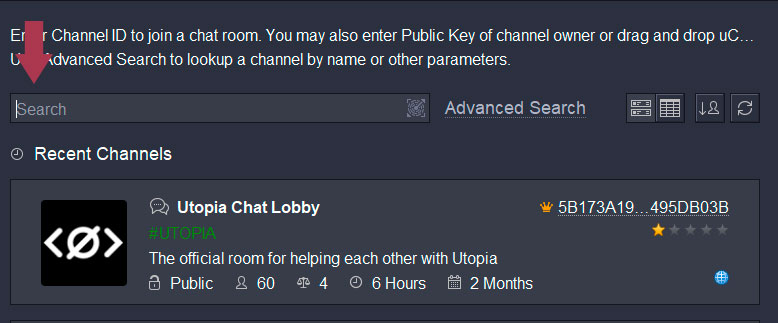 Enter Channel ID to join a chat room. You may also enter Public Key of channel owner or drag and drop uC...
Advanced Search to lookup a channel by name or other parameters.
Search
Advanced Search
Recent Channels
Utopia Chat Lobby
5B173A19...495DB03B
#UTOPIA
The official room for helping each other with Utopia
Public 60 4 6 Hours 2 Months